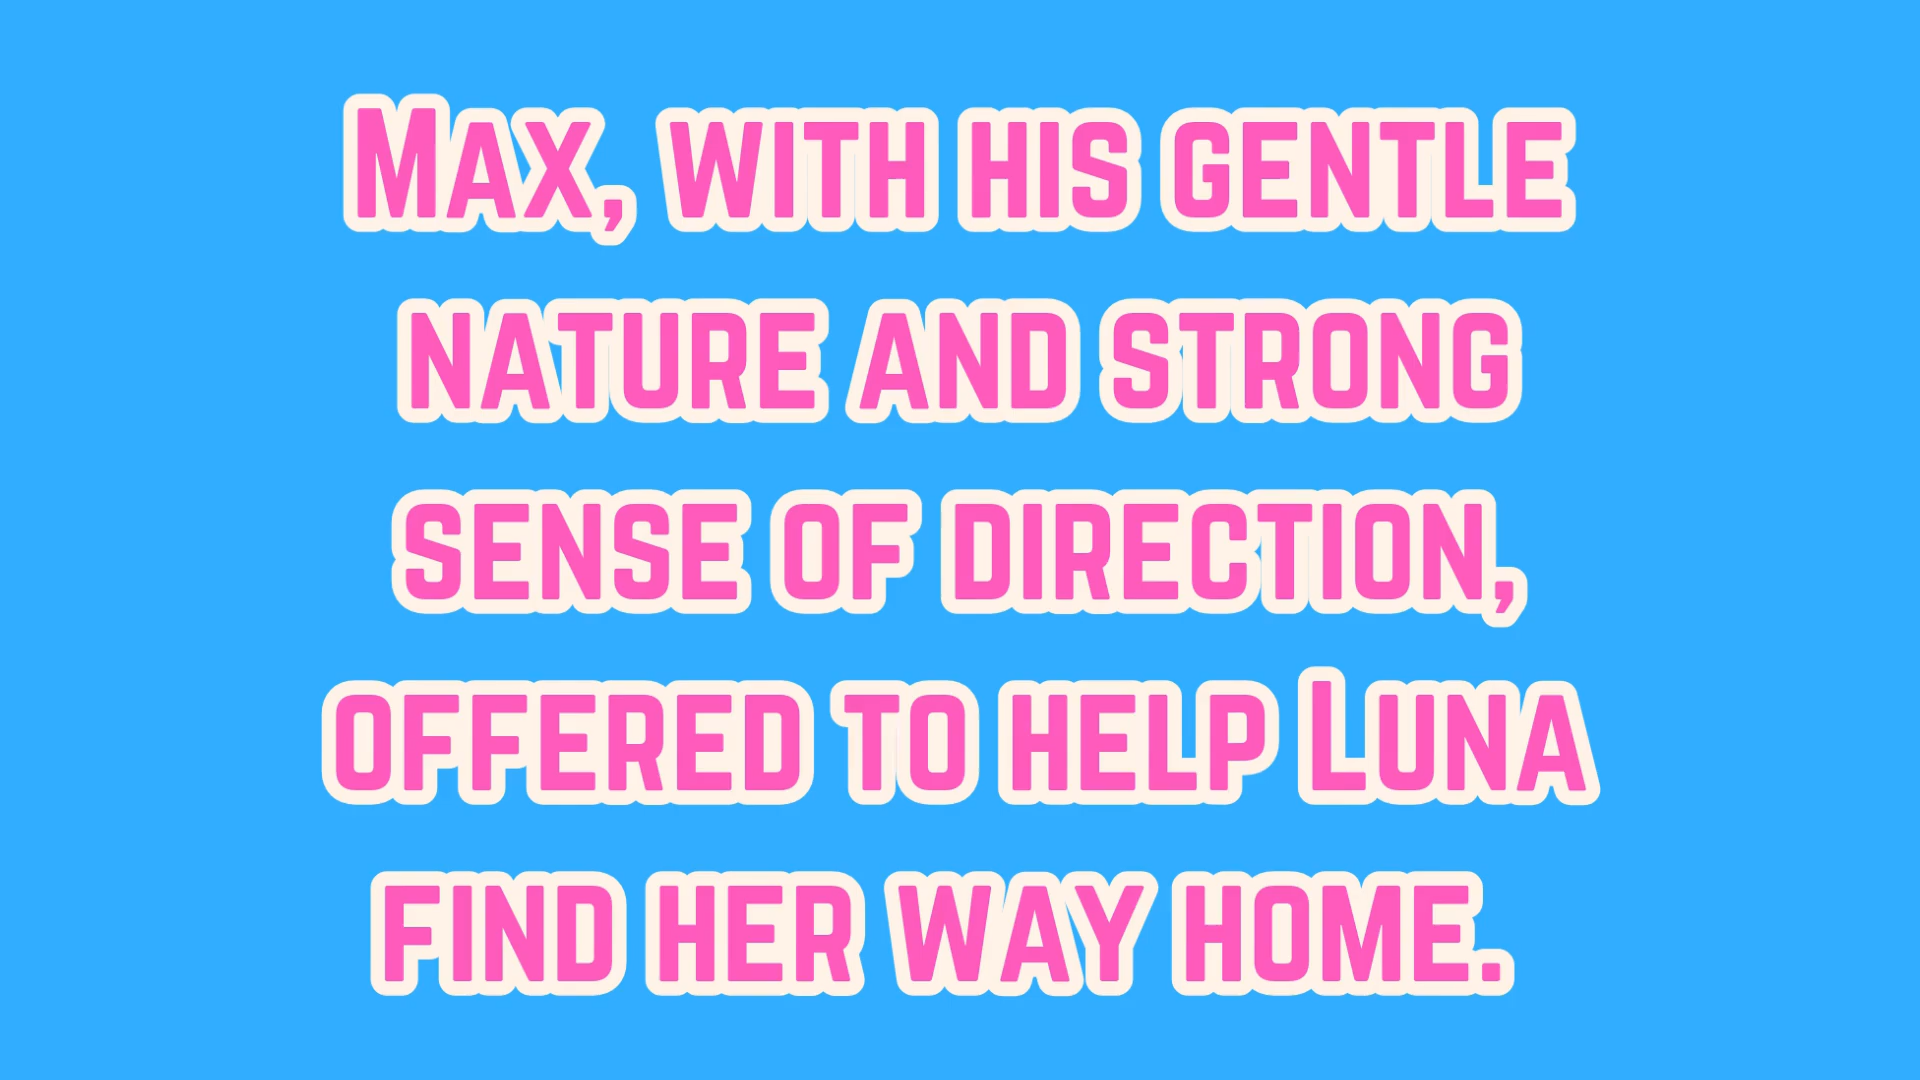 Max, with his gentle
nature and strong
sense of direction,
offered to help Luna
find her way home.